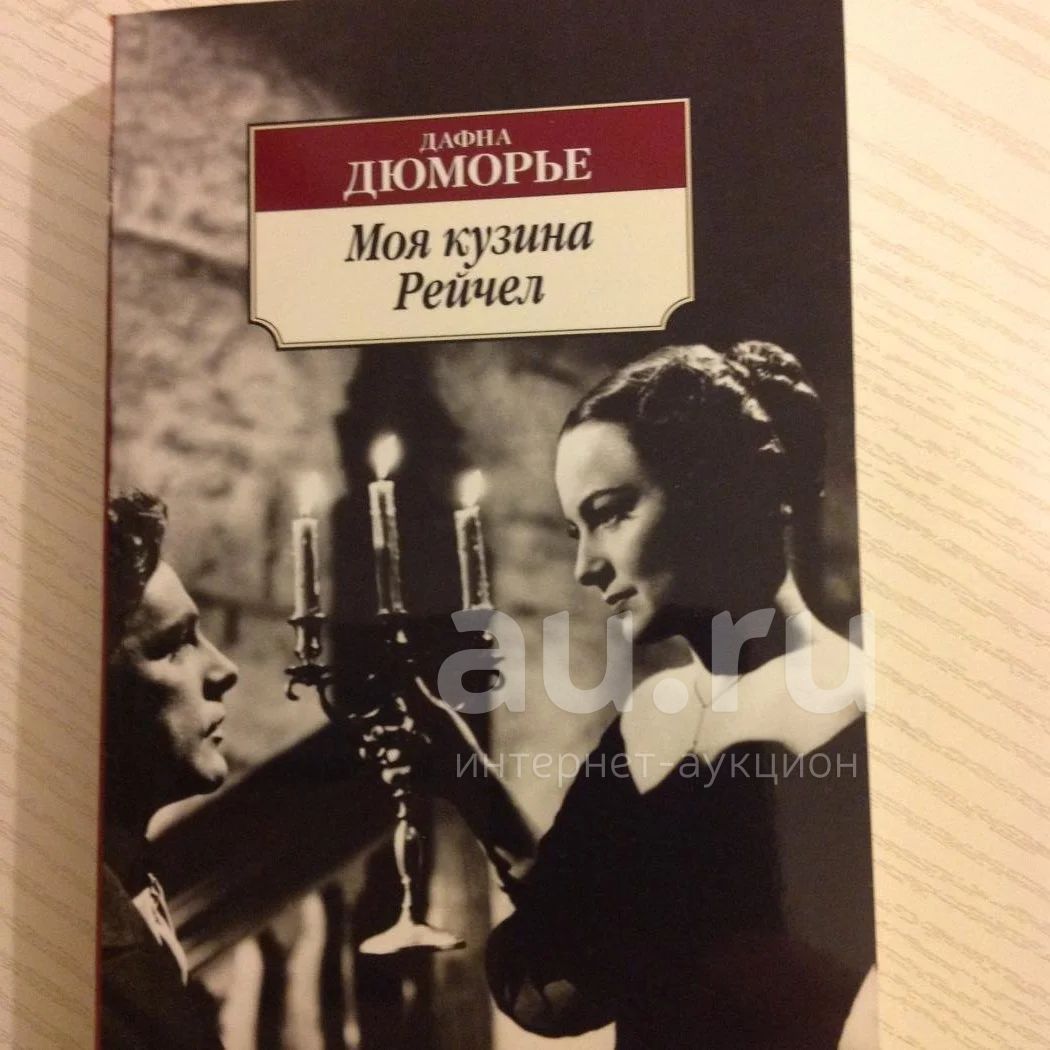 ДАФНА
ДЮМОРЬЕ
Моя кузина
Рейчел
au.ru
интернет-аукцион